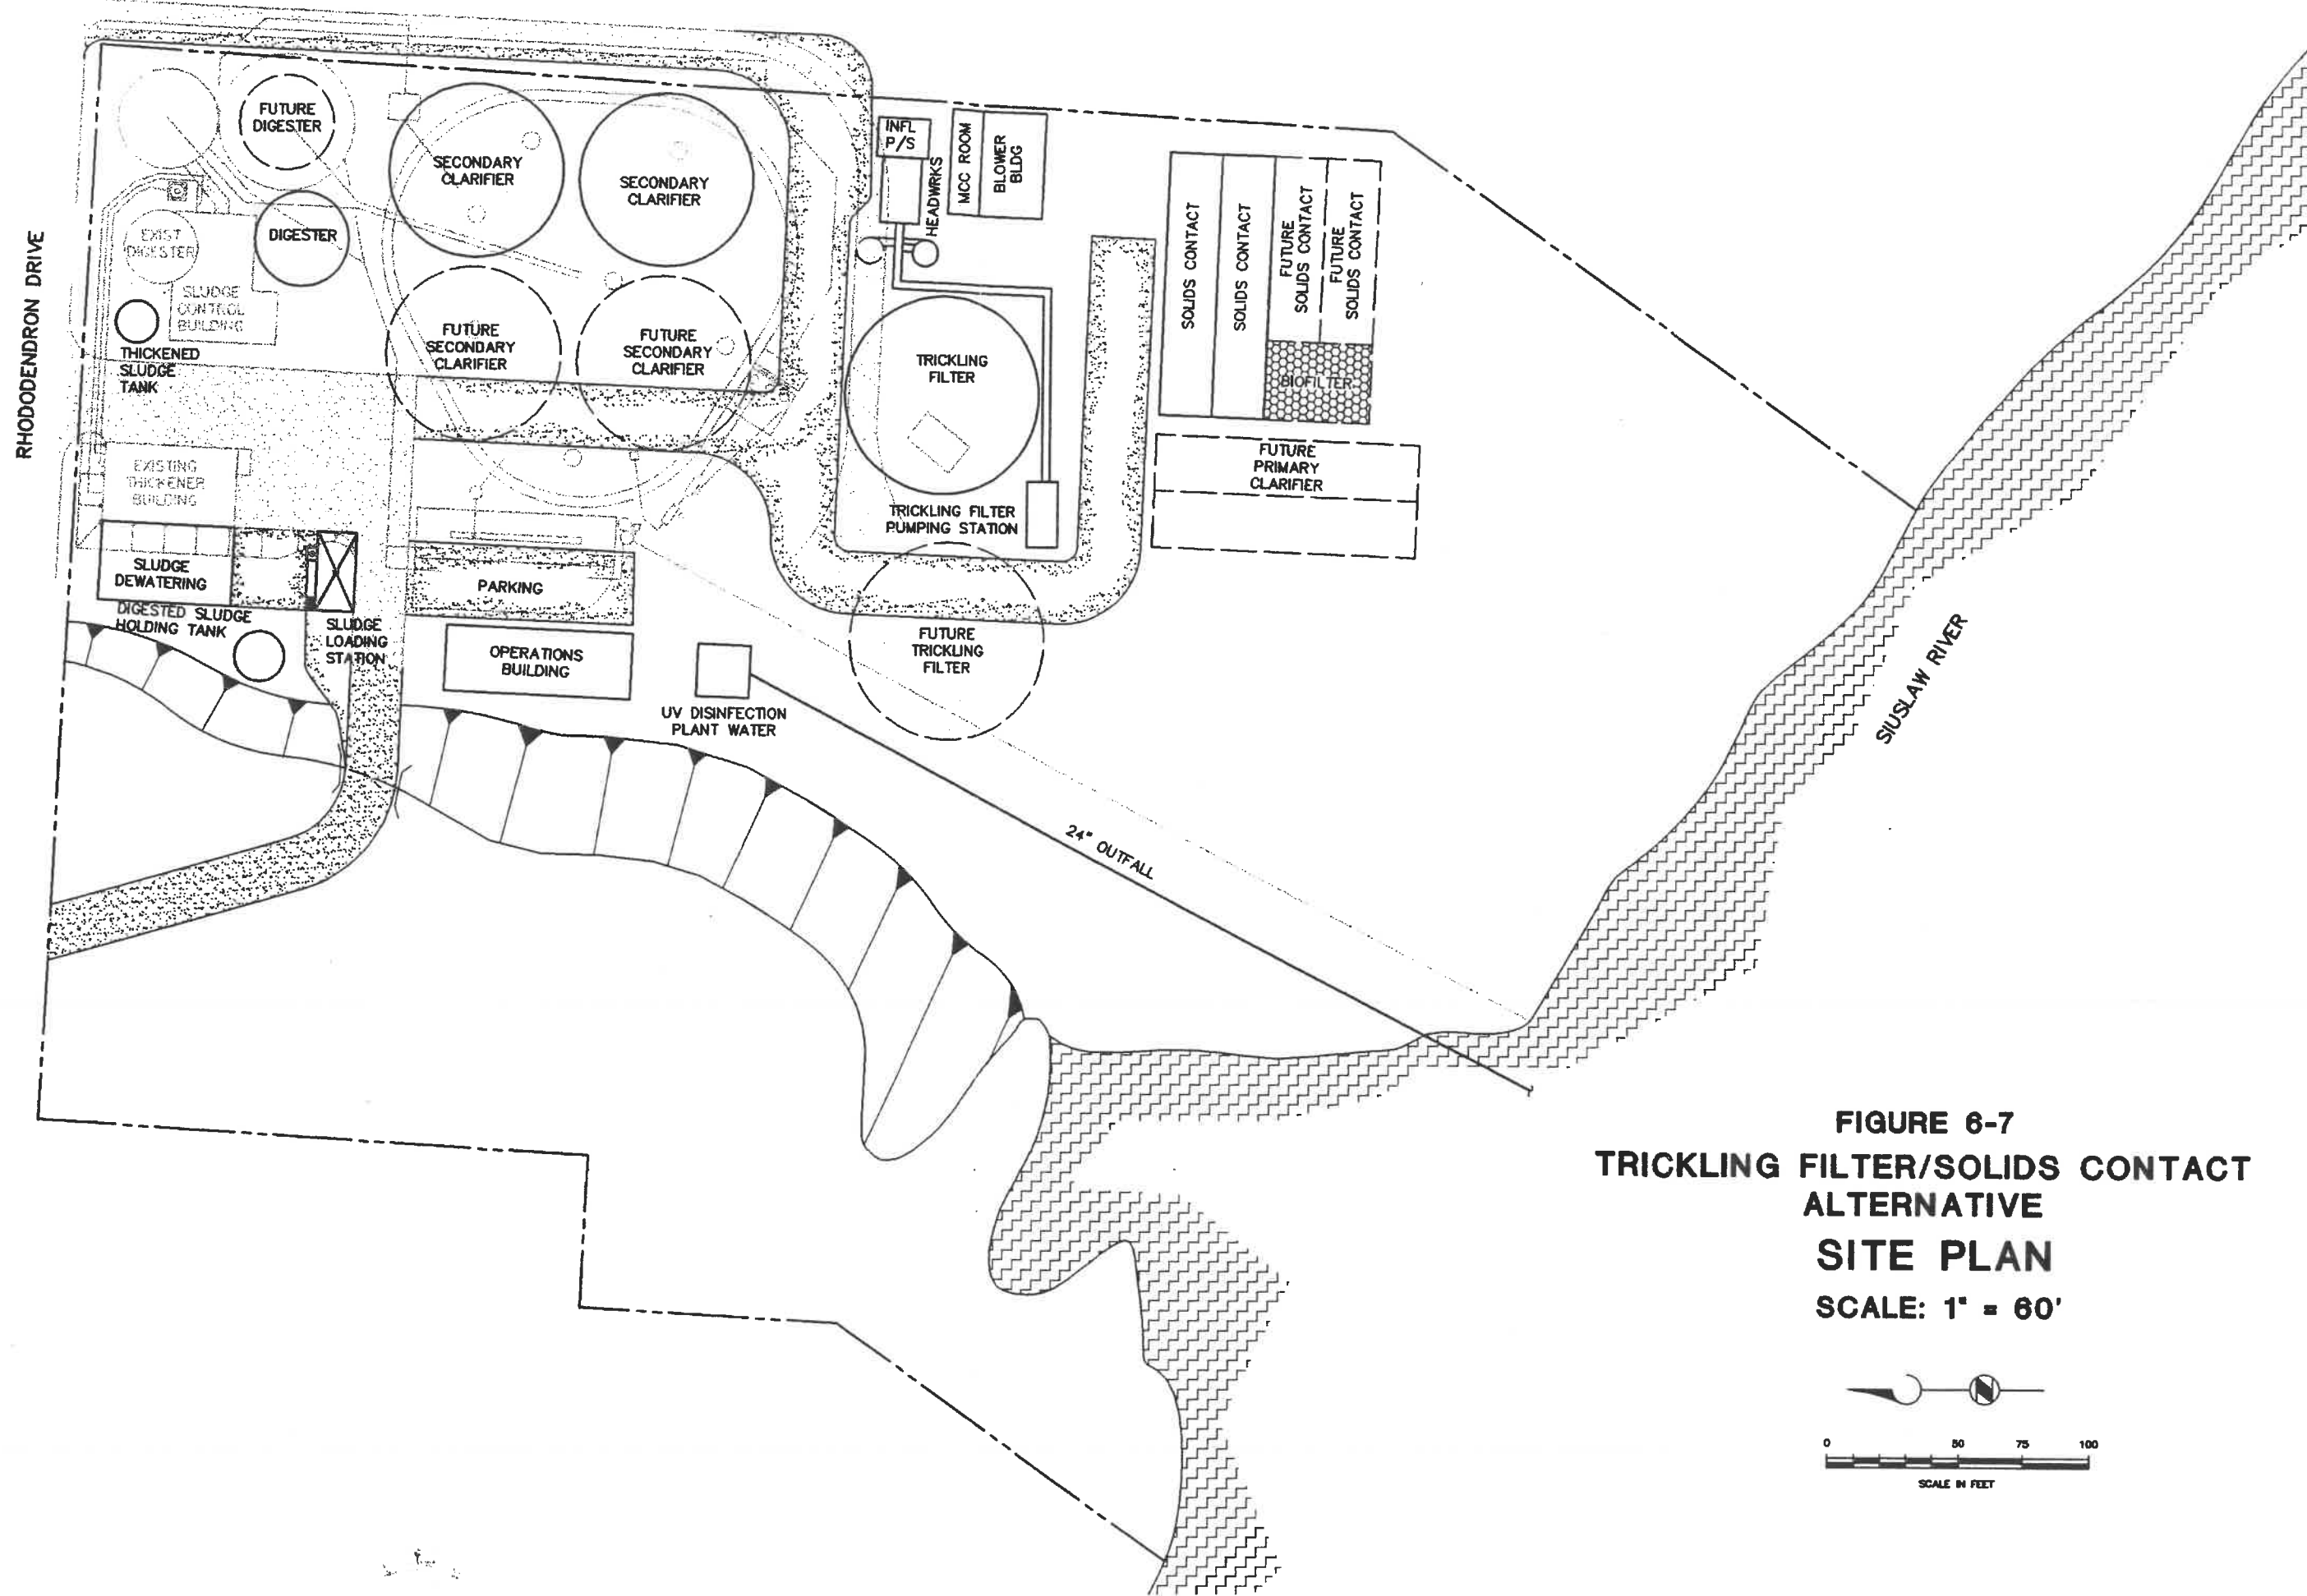 RHODODENDRON DRIVE
FUTURE
DIGESTER
SECONDARY
CLARIFIER
SECONDARY
CLARIFIER
INFL
P/S
HEADWRKS
MCC ROOM
BLOWER
BLDG
SOLIDS CONTACT
SOLIDS CONTACT
FUTURE
SOLIDS CONTACT
FUTURE
SOLIDS CONTACT
EXIST
DIGESTER
DIGESTER
SLUDGE
CONTROL
BUILDING
THICKENED
SLUDGE
TANK
FUTURE
SECONDARY
CLARIFIER
FUTURE
SECONDARY
CLARIFIER
TRICKLING
FILTER
BIOFILTER
EXISTING
THICKENER
BUILDING
FUTURE
PRIMARY
CLARIFIER
TRICKLING FILTER
PUMPING STATION
SLUDGE
DEWATERING
PARKING
DIGESTED SLUDGE
HOLDING TANK
SLUDGE
LOADING
STATION
OPERATIONS
BUILDING
FUTURE
TRICKLING
FILTER
UV DISINFECTION
PLANT WATER
SIUSLAW RIVER
24" OUTFALL
FIGURE 6-7
TRICKLING FILTER/SOLIDS CONTACT
ALTERNATIVE
SITE PLAN
SCALE: 1" = 60'
N
0 50 75 100
SCALE IN FEET